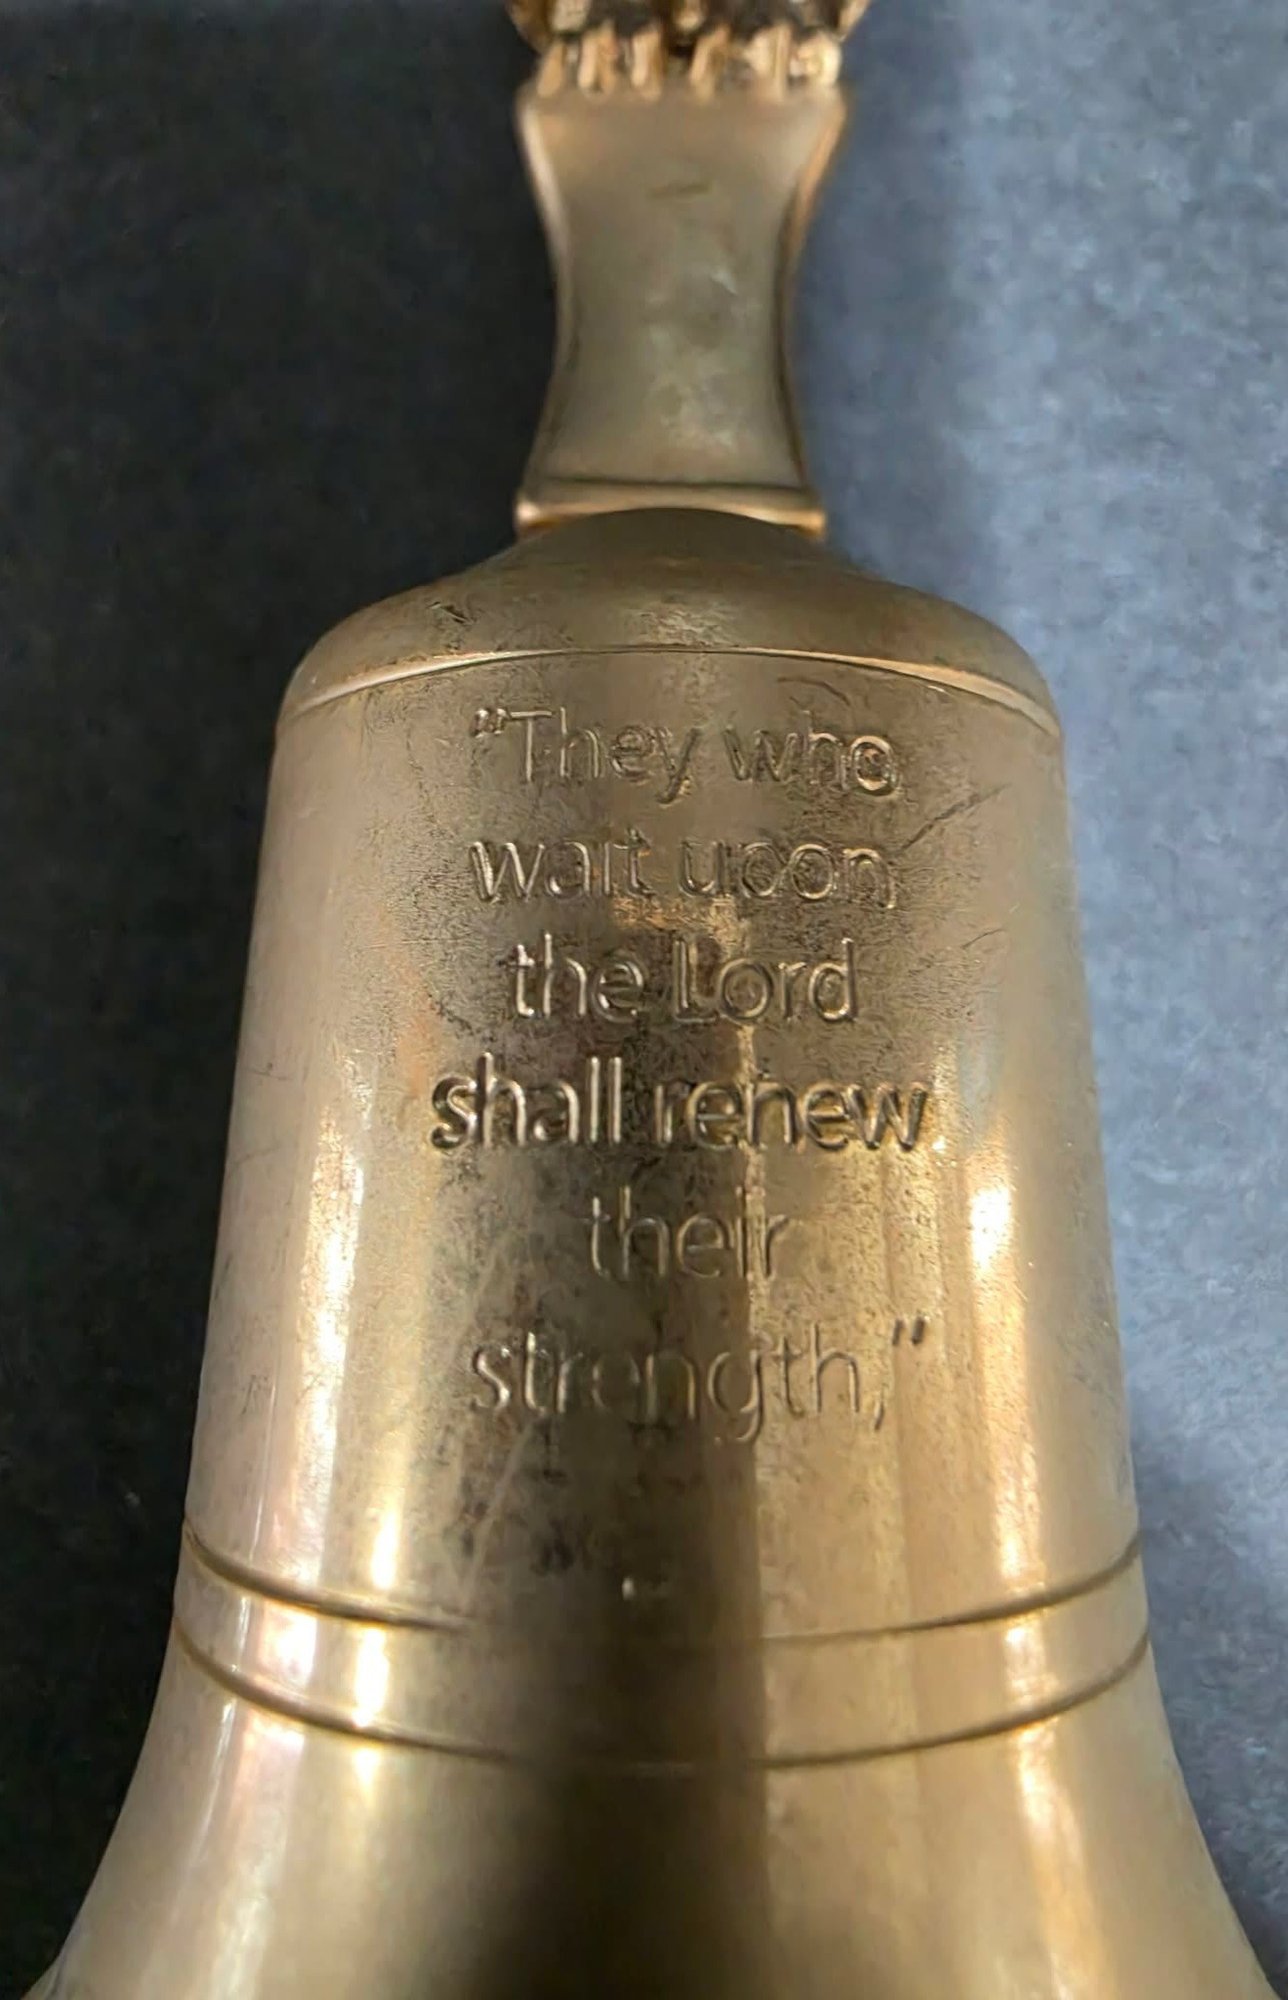 “They who
wait upon
the Lord
shall renew
their
strength,”